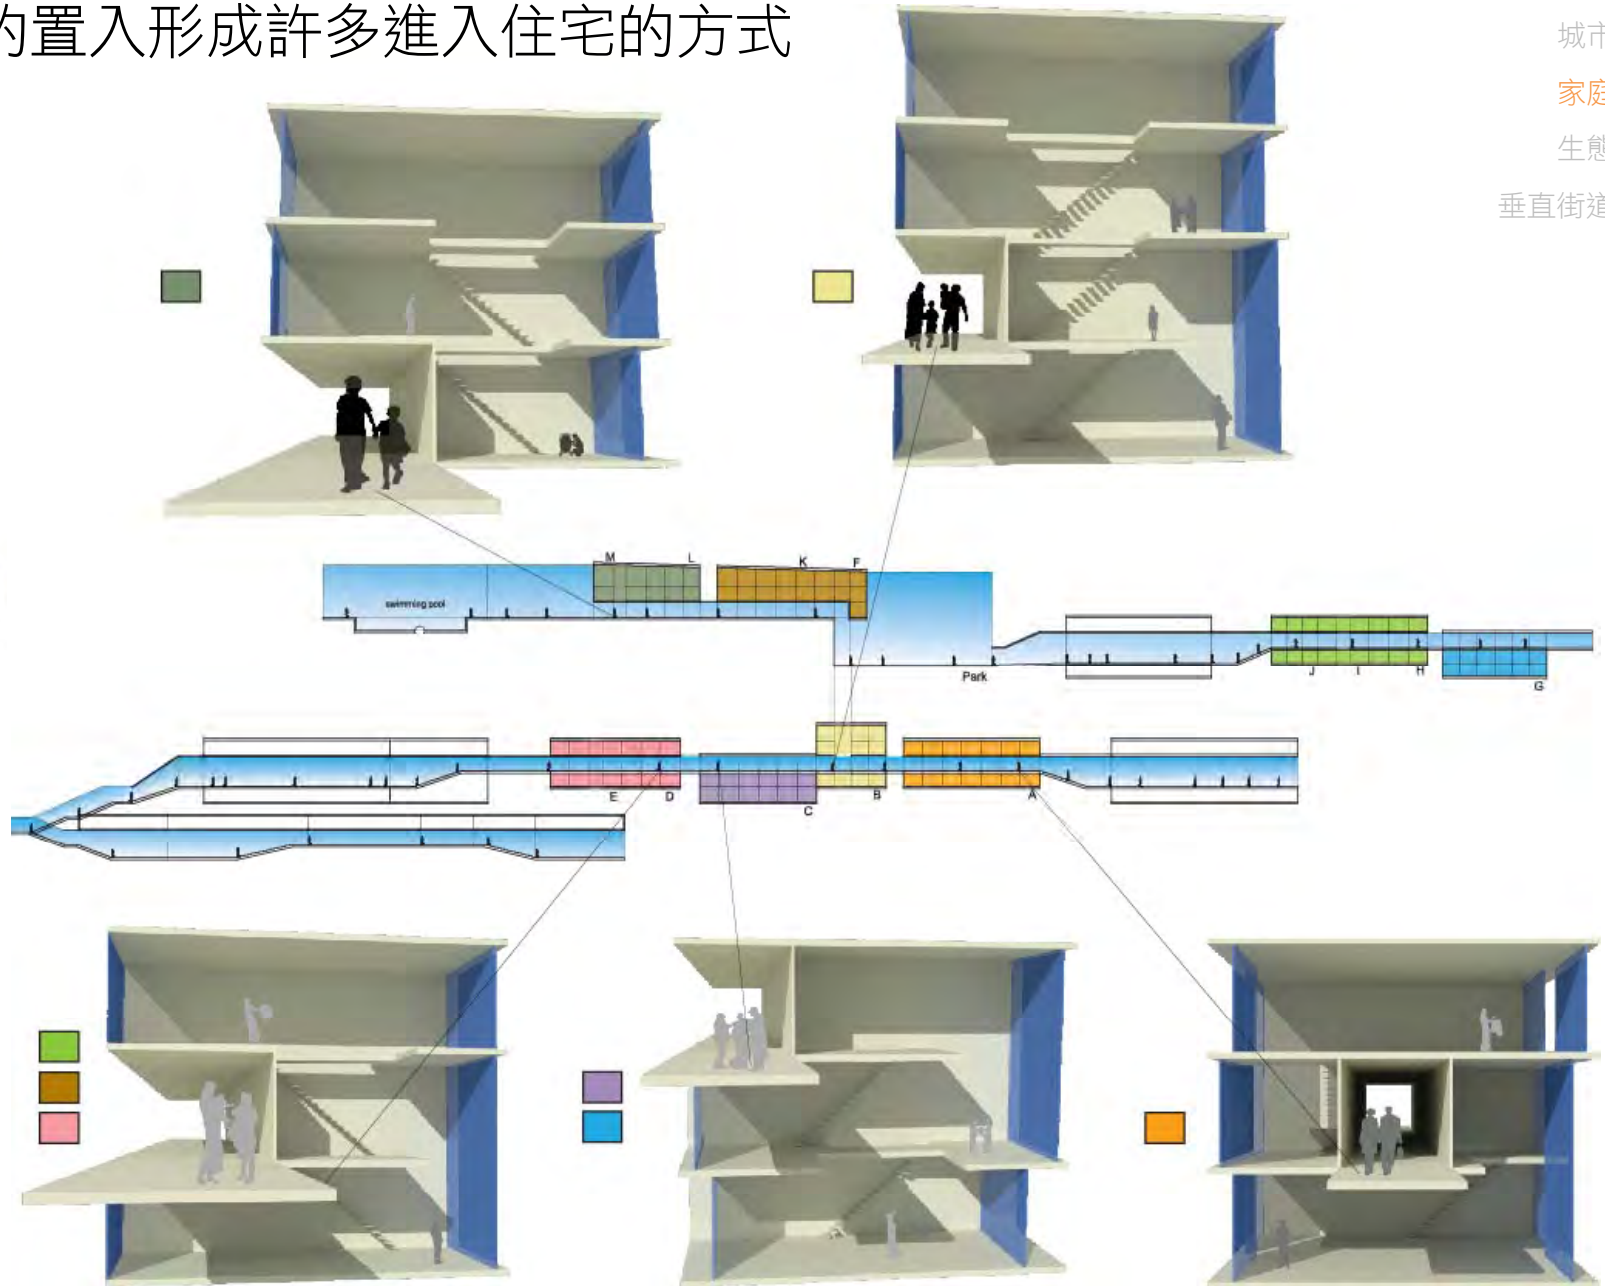 的置入形成許多進入住宅的方式
城市
家庭
生態
垂直街道
M L K F
swimming pool
Park
J I H
G
E D
C
B
A